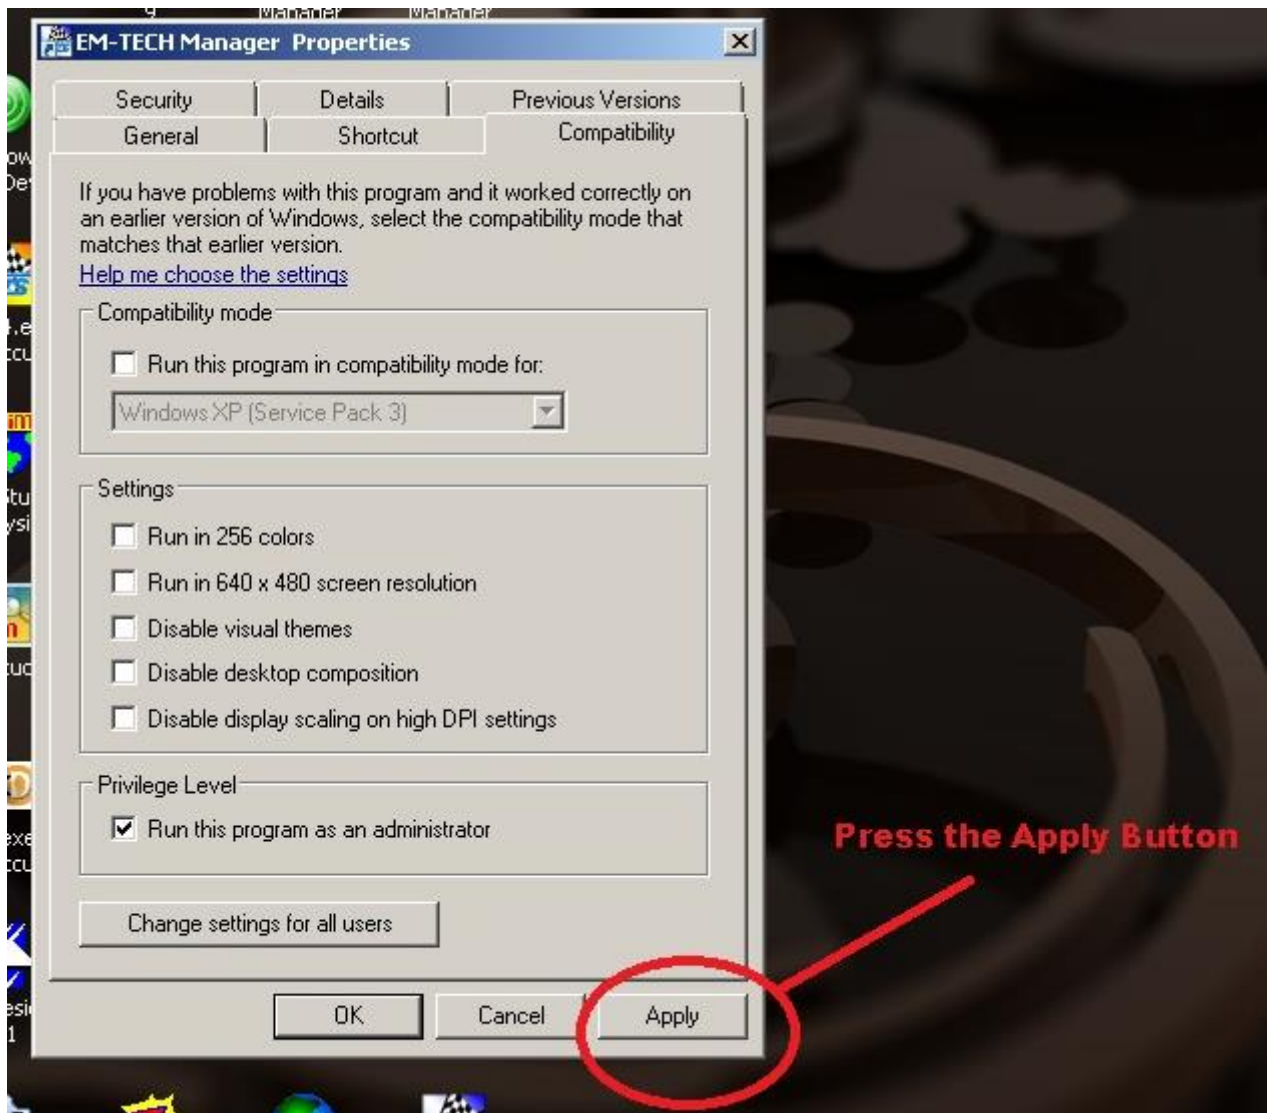 Manager
Manager
EM-TECH Manager Properties
Security
Details
Previous Versions
General
Shortcut
Compatibility
If you have problems with this program and it worked correctly on
an earlier version of Windows, select the compatibility mode that
matches that earlier version.
Help me choose the settings
Compatibility mode
Run this program in compatibility mode for:
Windows XP (Service Pack 3)
Settings
Run in 256 colors
Run in 640 x 480 screen resolution
Disable visual themes
Disable desktop composition
Disable display scaling on high DPI settings
Privilege Level
Run this program as an administrator
Press the Apply Button
Change settings for all users
OK
Cancel
Apply